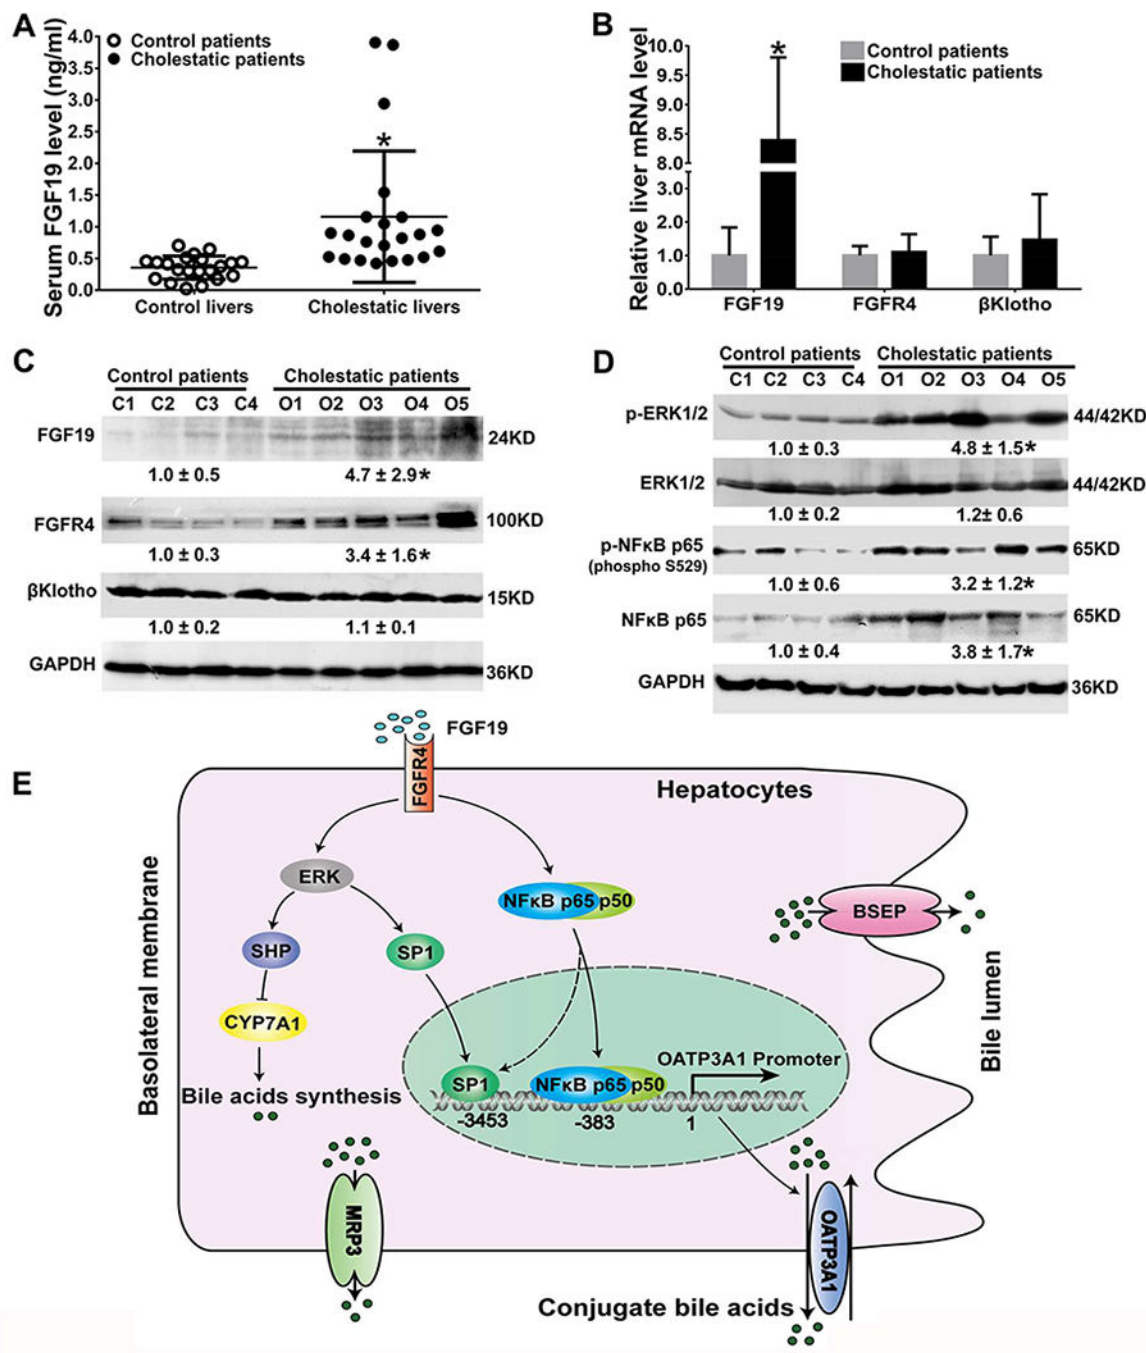 A
Serum FGF19 level (ng/ml)
4.0
3.5
3.0
2.5
2.0
1.5
1.0
0.5
0.0
Control patients
Cholestatic patients
*
Control livers
Cholestatic livers
B
Relative liver mRNA level
10.0
9.5
9.0
8.5
8.0
3.0
2.0
1.0
0.0
*
Control patients
Cholestatic patients
FGF19
FGFR4
βKlotho
C
Control patients
Cholestatic patients
C1 C2 C3 C4 O1 O2 O3 O4 O5
FGF19 24KD
1.0 ± 0.5 4.7 ± 2.9*
FGFR4 100KD
1.0 ± 0.3 3.4 ± 1.6*
βKlotho 15KD
1.0 ± 0.2 1.1 ± 0.1
GAPDH 36KD
D
Control patients
Cholestatic patients
C1 C2 C3 C4 O1 O2 O3 O4 O5
p-ERK1/2 44/42KD
1.0 ± 0.3 4.8 ± 1.5*
ERK1/2 44/42KD
1.0 ± 0.2 1.2± 0.6
p-NFκB p65 65KD
(phospho S529)
1.0 ± 0.6 3.2 ± 1.2*
NFκB p65 65KD
1.0 ± 0.4 3.8 ± 1.7*
GAPDH 36KD
E
FGF19
FGFR4
Hepatocytes
Basolateral membrane
ERK
NFκB p65 p50
BSEP
SHP
SP1
CYP7A1
Bile lumen
OATP3A1 Promoter
Bile acids synthesis
SP1
NFκB p65 p50
-3453
-383
1
MRP3
OATP3A1
Conjugate bile acids